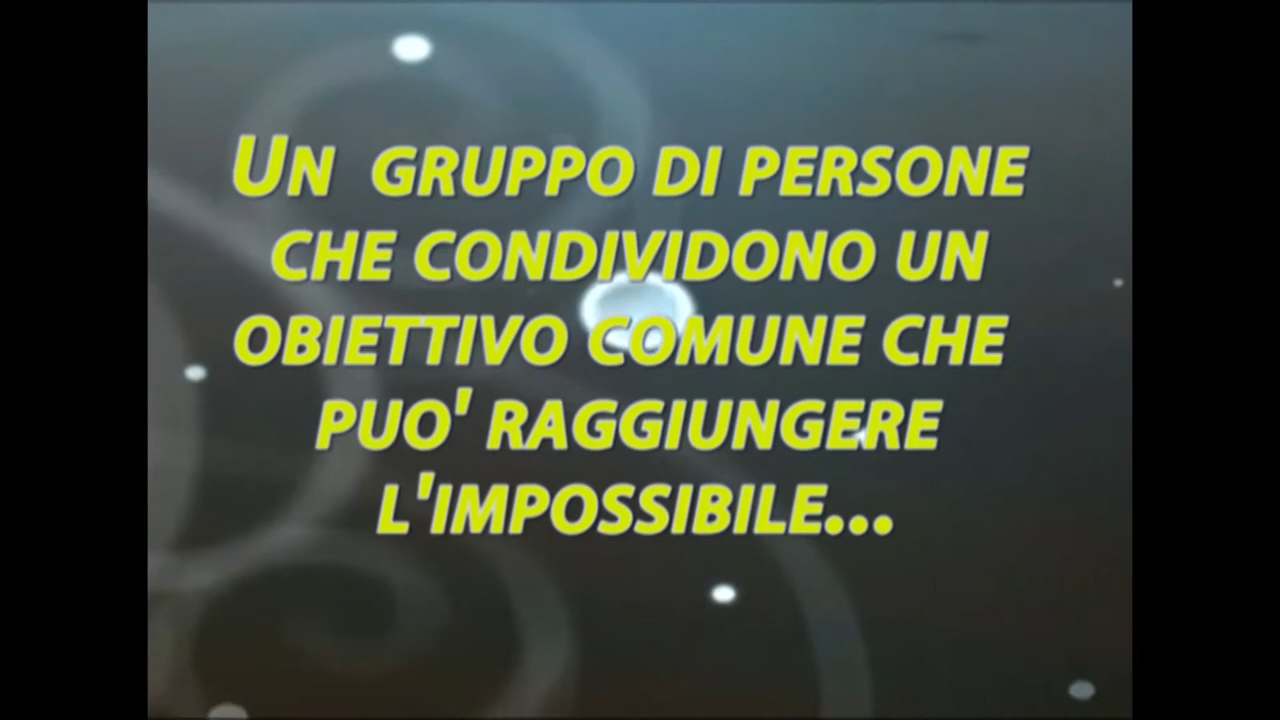 UN GRUPPO DI PERSONE
CHE CONDIVIDONO UN
OBIETTIVO COMUNE CHE
PUO' RAGGIUNGERE
L'IMPOSSIBILE...